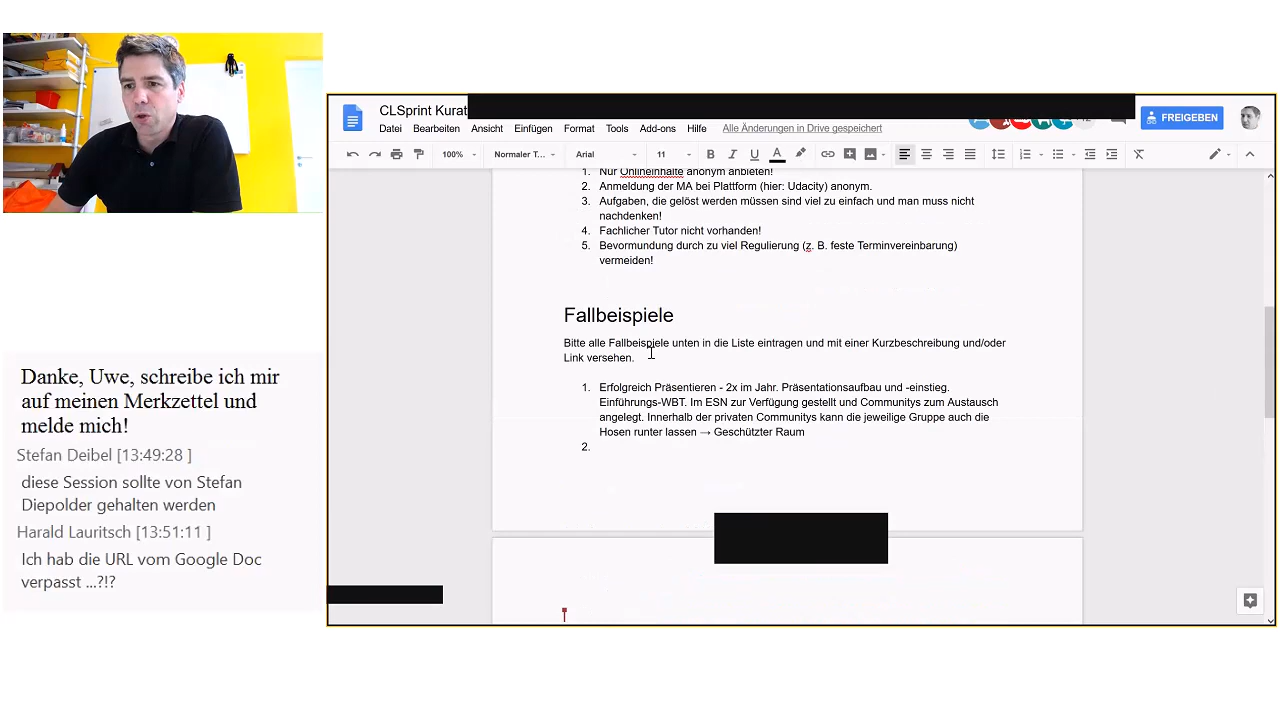 Danke, Uwe, schreibe ich mir
auf meinen Merkzettel und
melde mich!
Stefan Deibel [13:49:28 ]
diese Session sollte von Stefan
Diepolder gehalten werden
Harald Lauritsch [13:51:11 ]
Ich hab die URL vom Google Doc
verpasst ...?!?
CLSprint Kurat
Datei Bearbeiten Ansicht Einfügen Format Tools Add-ons Hilfe Alle Änderungen in Drive gespeichert
FREIGEBEN
100% Normaler T... Arial 11
1. Nur Onlineinhalte anonym anbieten!
2. Anmeldung der MA bei Plattform (hier: Udacity) anonym.
3. Aufgaben, die gelöst werden müssen sind viel zu einfach und man muss nicht
nachdenken!
4. Fachlicher Tutor nicht vorhanden!
5. Bevormundung durch zu viel Regulierung (z. B. feste Terminvereinbarung)
vermeiden!
Fallbeispiele
Bitte alle Fallbeispiele unten in die Liste eintragen und mit einer Kurzbeschreibung und/oder
Link versehen.
1. Erfolgreich Präsentieren - 2x im Jahr. Präsentationsaufbau und -einstieg.
Einführungs-WBT. Im ESN zur Verfügung gestellt und Communitys zum Austausch
angelegt. Innerhalb der privaten Communitys kann die jeweilige Gruppe auch die
Hosen runter lassen → Geschützter Raum
2.